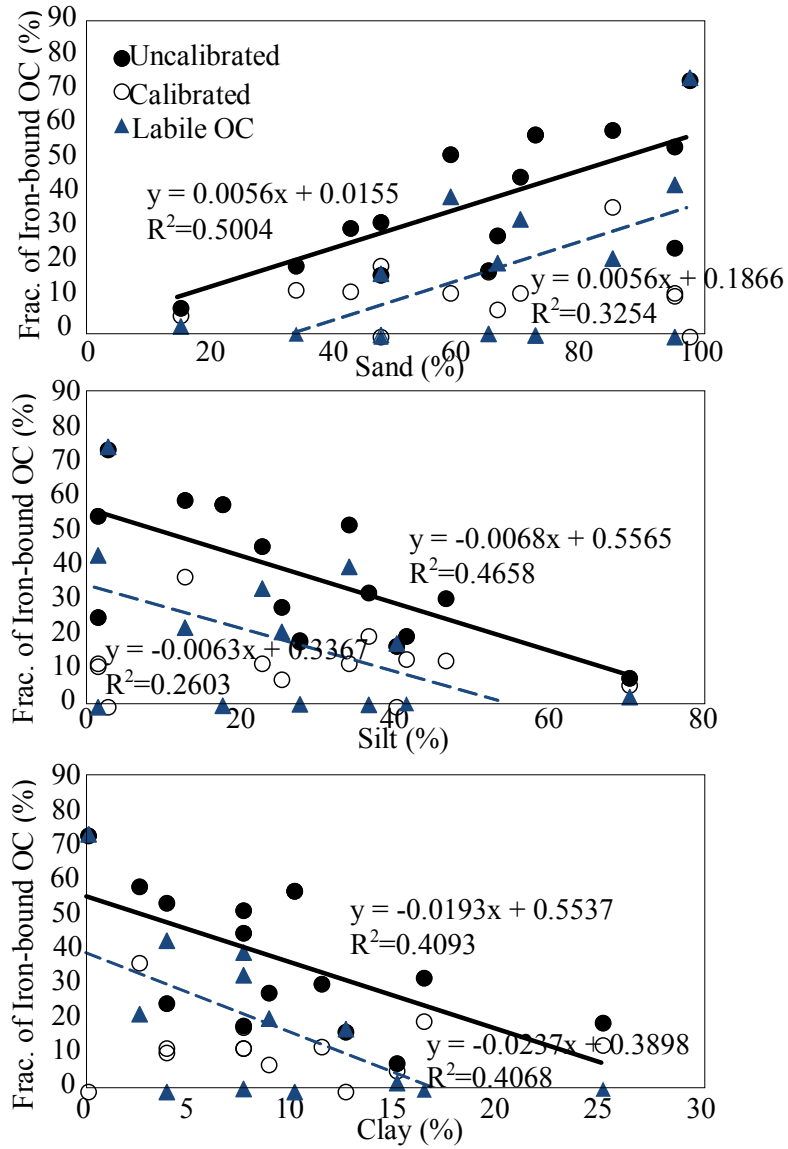 Frac. of Iron-bound OC (%)
90
80
70
60
50
40
30
20
10
0
Uncalibrated
Calibrated
Labile OC
y = 0.0056x + 0.0155
R2=0.5004
y = 0.0056x + 0.1866
R2=0.3254
0 20 40 60 80 100
Sand (%)
Frac. of Iron-bound OC (%)
90
80
70
60
50
40
30
20
10
0
y = -0.0068x + 0.5565
R2=0.4658
y = -0.0063x + 0.3367
R2=0.2603
0 20 40 60 80
Silt (%)
Frac. of Iron-bound OC (%)
90
80
70
60
50
40
30
20
10
0
y = -0.0193x + 0.5537
R2=0.4093
y = -0.0237x + 0.3898
R2=0.4068
0 5 10 15 20 25 30
Clay (%)